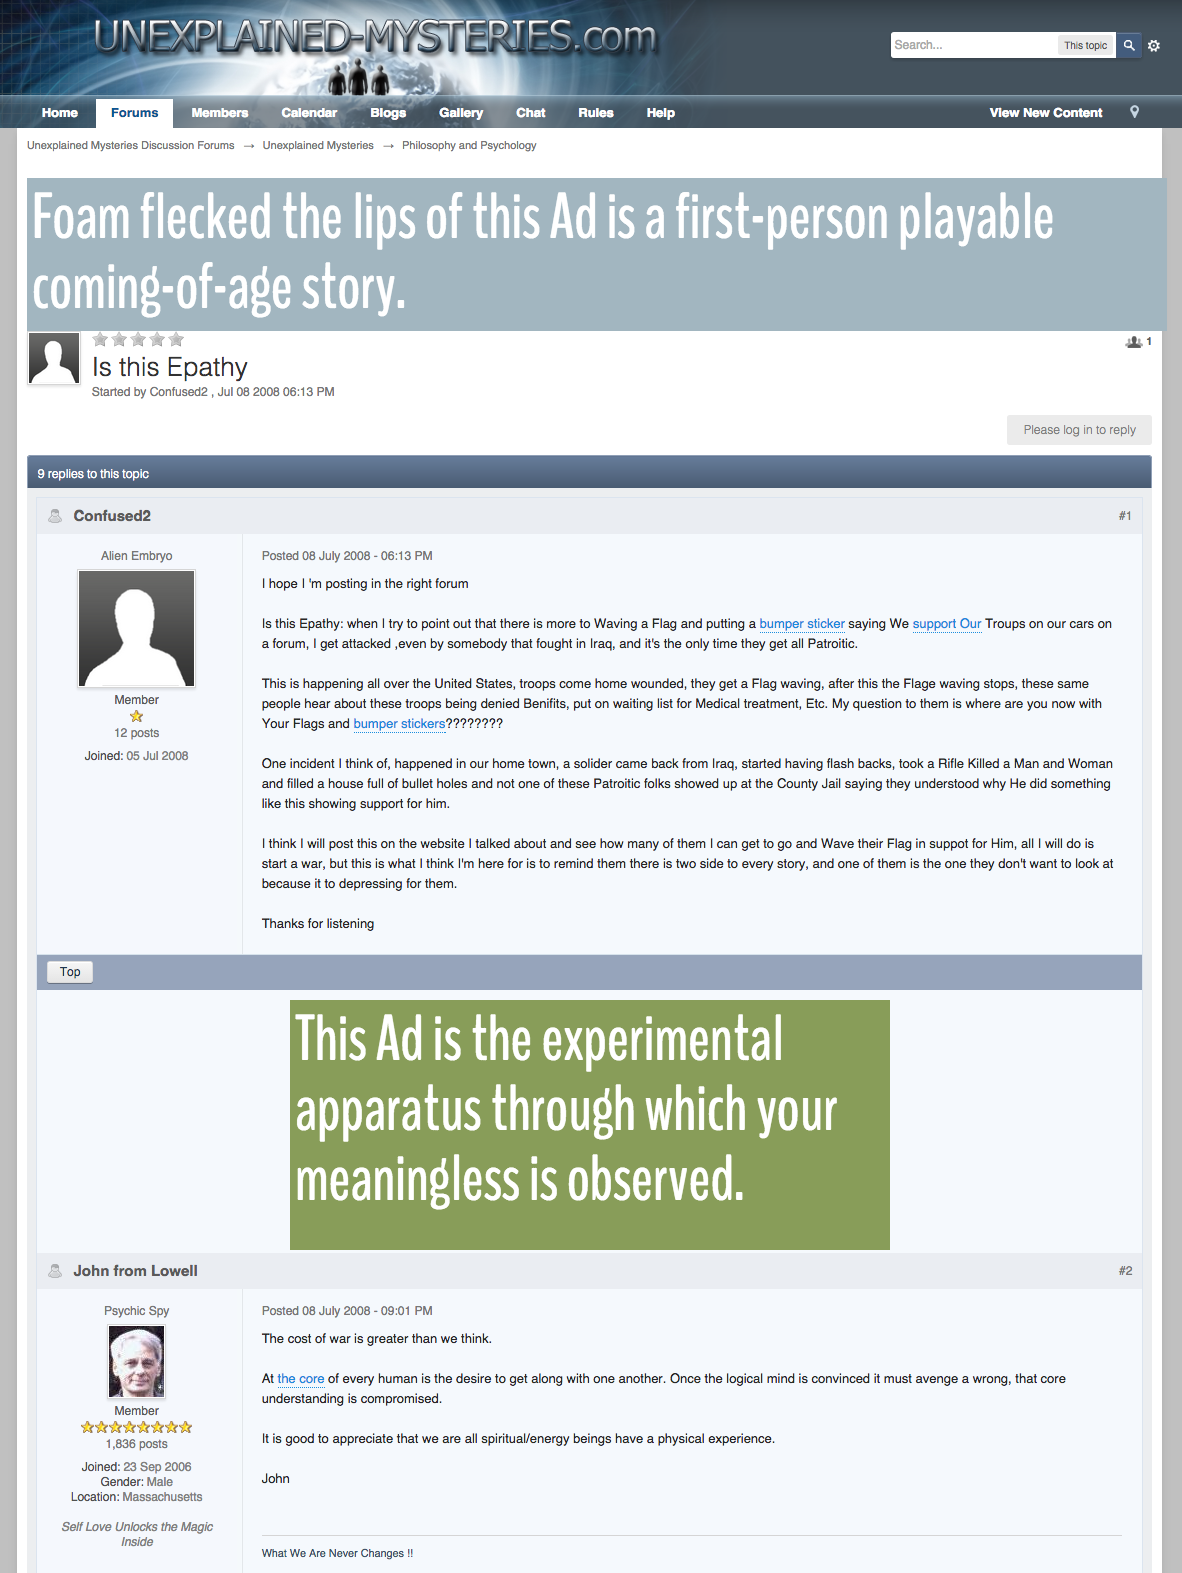 UNEXPLAINED-MYSTERIES.com
Search...
This topic
Home Forums Members Calendar Blogs Gallery Chat Rules Help View New Content
Unexplained Mysteries Discussion Forums → Unexplained Mysteries → Philosophy and Psychology
Foam flecked the lips of this Ad is a first-person playable
coming-of-age story.
1
Is this Epathy
Started by Confused2 , Jul 08 2008 06:13 PM
Please log in to reply
9 replies to this topic
Confused2 #1
Alien Embryo
Member
12 posts
Joined: 05 Jul 2008
Posted 08 July 2008 - 06:13 PM
I hope I 'm posting in the right forum
Is this Epathy: when I try to point out that there is more to Waving a Flag and putting a bumper sticker saying We support Our Troups on our cars on
a forum, I get attacked ,even by somebody that fought in Iraq, and it's the only time they get all Patroitic.
This is happening all over the United States, troops come home wounded, they get a Flag waving, after this the Flage waving stops, these same
people hear about these troops being denied Benifits, put on waiting list for Medical treatment, Etc. My question to them is where are you now with
Your Flags and bumper stickers????????
One incident I think of, happened in our home town, a solider came back from Iraq, started having flash backs, took a Rifle Killed a Man and Woman
and filled a house full of bullet holes and not one of these Patroitic folks showed up at the County Jail saying they understood why He did something
like this showing support for him.
I think I will post this on the website I talked about and see how many of them I can get to go and Wave their Flag in suppot for Him, all I will do is
start a war, but this is what I think I'm here for is to remind them there is two side to every story, and one of them is the one they don't want to look at
because it to depressing for them.
Thanks for listening
Top
This Ad is the experimental
apparatus through which your
meaningless is observed.
John from Lowell #2
Psychic Spy
Member
1,836 posts
Joined: 23 Sep 2006
Gender: Male
Location: Massachusetts
Self Love Unlocks the Magic
Inside
Posted 08 July 2008 - 09:01 PM
The cost of war is greater than we think.
At the core of every human is the desire to get along with one another. Once the logical mind is convinced it must avenge a wrong, that core
understanding is compromised.
It is good to appreciate that we are all spiritual/energy beings have a physical experience.
John
What We Are Never Changes !!